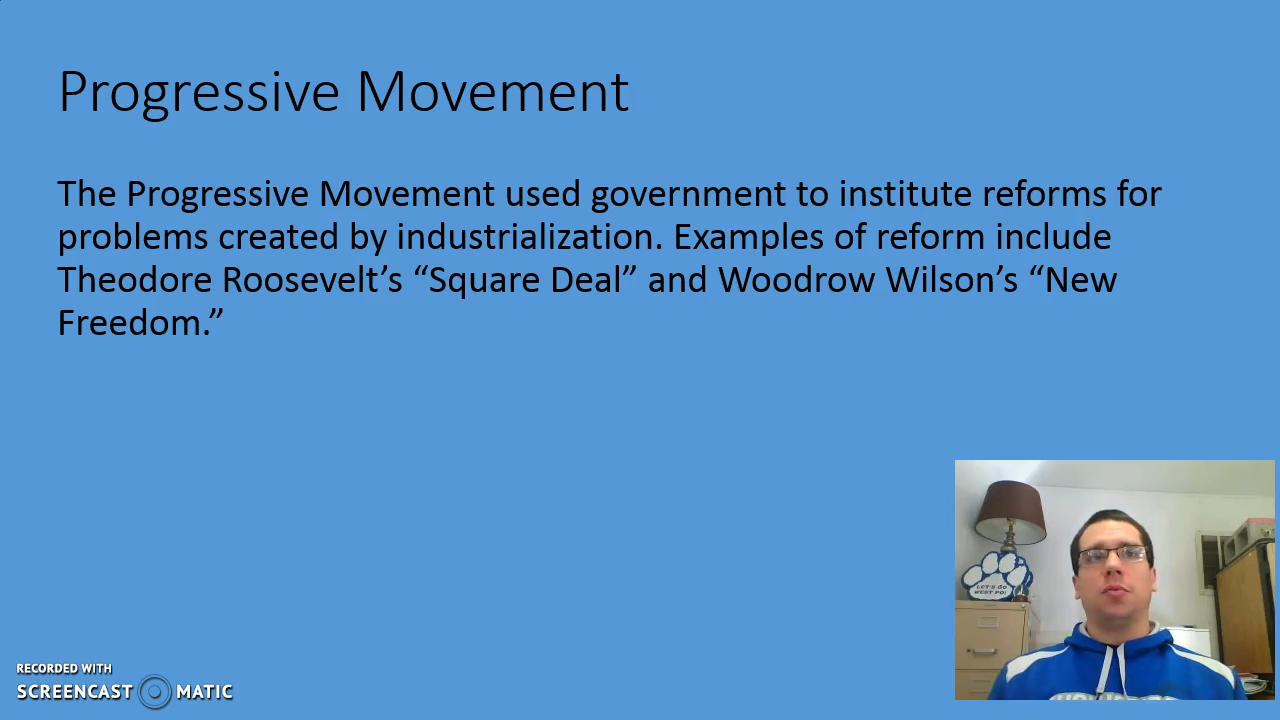 Progressive Movement
The Progressive Movement used government to institute reforms for
problems created by industrialization. Examples of reform include
Theodore Roosevelt’s “Square Deal” and Woodrow Wilson’s “New
Freedom.”
LET'S GO
WEST PO!
RECORDED WITH
SCREENCAST MATIC